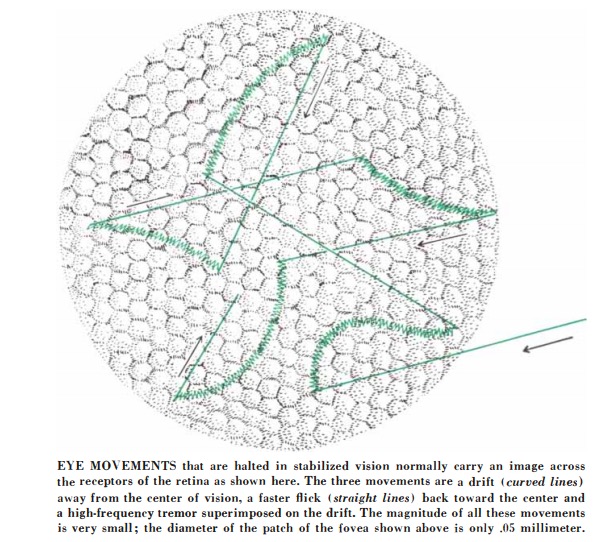 EYE MOVEMENTS that are halted in stabilized vision normally carry an image across
the receptors of the retina as shown here. The three movements are a drift (curved lines)
away from the center of vision, a faster flick (straight lines) back toward the center and
a high-frequency tremor superimposed on the drift. The magnitude of all these movements
is very small; the diameter of the patch of the fovea shown above is only .05 millimeter.